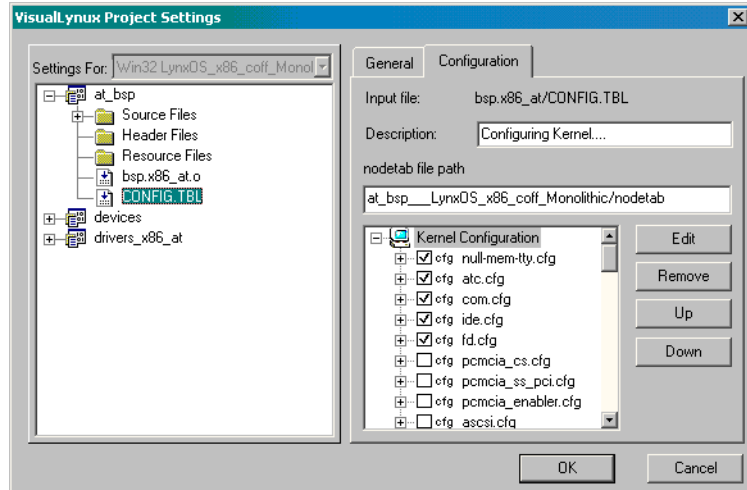 VisualLynux Project Settings
Settings For: Win32 LynxOS_x86_coff_Monol
at_bsp
Source Files
Header Files
Resource Files
bsp.x86_at.o
CONFIG.TBL
devices
drivers_x86_at
General
Configuration
Input file: bsp.x86_at/CONFIG.TBL
Description: Configuring Kernel....
nodetab file path
at_bsp___LynxOS_x86_coff_Monolithic/nodetab
Kernel Configuration
cfg null-mem-tty.cfg
cfg atc.cfg
cfg com.cfg
cfg ide.cfg
cfg fd.cfg
cfg pcmcia_cs.cfg
cfg pcmcia_ss_pci.cfg
cfg pcmcia_enabler.cfg
cfg ascsi.cfg
Edit
Remove
Up
Down
OK
Cancel